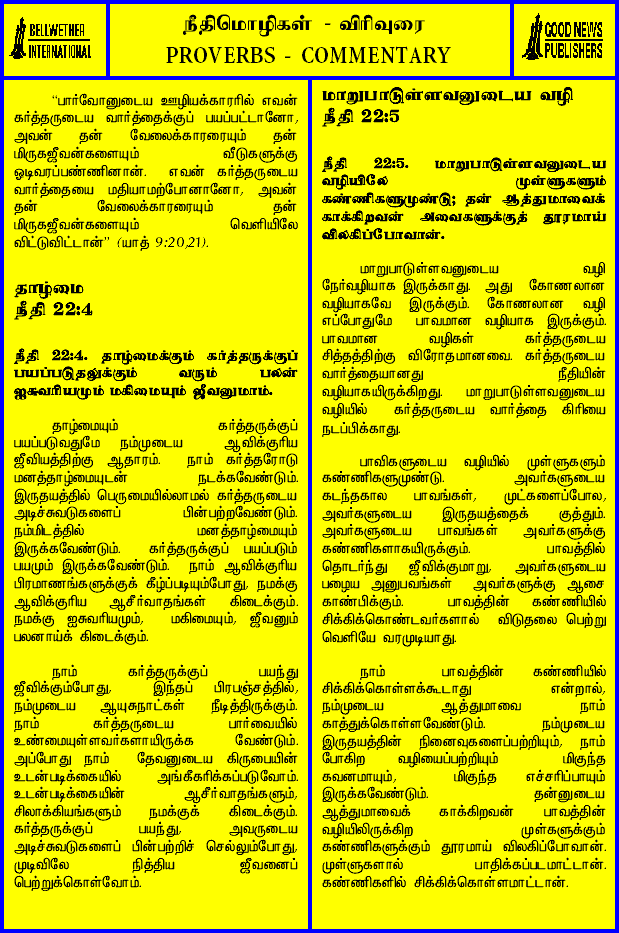 BELLWETHER
INTERNATIONAL
நீதிமொழிகள் - விரிவுரை
PROVERBS - COMMENTARY
GOOD NEWS
PUBLISHERS
"பார்வோனுடைய ஊழியக்காரரில் எவன்
கர்த்தருடைய வார்த்தைக்குப் பயப்பட்டானோ,
அவன் தன் வேலைக்காரரையும் தன்
மிருகஜீவன்களையும் வீடுகளுக்கு
ஓடிவரப்பண்ணினான். எவன் கர்த்தருடைய
வார்த்தையை மதியாமற்போனானோ, அவன்
தன் வேலைக்காரரையும் தன்
மிருகஜீவன்களையும் வெளியிலே
விட்டுவிட்டான்" (யாத் 9:20,21).
தாழ்மை
நீதி 22:4
நீதி 22:4. தாழ்மைக்கும் கர்த்தருக்குப்
பயப்படுதலுக்கும் வரும் பலன்
ஐசுவரியமும் மகிமையும் ஜீவனுமாம்.
தாழ்மையும் கர்த்தருக்குப்
பயப்படுவதுமே நம்முடைய ஆவிக்குரிய
ஜீவியத்திற்கு ஆதாரம். நாம் கர்த்தரோடு
மனத்தாழ்மையுடன் நடக்கவேண்டும்.
இருதயத்தில் பெருமையில்லாமல் கர்த்தருடைய
அடிச்சுவடுகளைப் பின்பற்றவேண்டும்.
நம்மிடத்தில் மனத்தாழ்மையும்
இருக்கவேண்டும். கர்த்தருக்குப் பயப்படும்
பயமும் இருக்கவேண்டும். நாம் ஆவிக்குரிய
பிரமாணங்களுக்குக் கீழ்ப்படியும்போது, நமக்கு
ஆவிக்குரிய ஆசீர்வாதங்கள் கிடைக்கும்.
நமக்கு ஐசுவரியமும், மகிமையும், ஜீவனும்
பலனாய்க் கிடைக்கும்.
நாம் கர்த்தருக்குப் பயந்து
ஜீவிக்கும்போது, இந்தப் பிரபஞ்சத்தில்,
நம்முடைய ஆயுசுநாட்கள் நீடித்திருக்கும்.
நாம் கர்த்தருடைய பார்வையில்
உண்மையுள்ளவர்களாயிருக்க வேண்டும்.
அப்போது நாம் தேவனுடைய கிருபையின்
உடன்படிக்கையில் அங்கீகரிக்கப்படுவோம்.
உடன்படிக்கையின் ஆசீர்வாதங்களும்,
சிலாக்கியங்களும் நமக்குக் கிடைக்கும்.
கர்த்தருக்குப் பயந்து, அவருடைய
அடிச்சுவடுகளைப் பின்பற்றிச் செல்லும்போது,
முடிவிலே நித்திய ஜீவனைப்
பெற்றுக்கொள்வோம்.
மாறுபாடுள்ளவனுடைய வழி
நீதி 22:5
நீதி 22:5. மாறுபாடுள்ளவனுடைய
வழியிலே முள்ளுகளும்
கண்ணிகளுமுண்டு; தன் ஆத்துமாவைக்
காக்கிறவன் அவைகளுக்குத் தூரமாய்
விலகிப்போவான்.
மாறுபாடுள்ளவனுடைய வழி
நேர்வழியாக இருக்காது. அது கோணலான
வழியாகவே இருக்கும். கோணலான வழி
எப்போதுமே பாவமான வழியாக இருக்கும்.
பாவமான வழிகள் கர்த்தருடைய
சித்தத்திற்கு விரோதமானவை. கர்த்தருடைய
வார்த்தையானது நீதியின்
வழியாகயிருக்கிறது. மாறுபாடுள்ளவனுடைய
வழியில் கர்த்தருடைய வார்த்தை கிரியை
நடப்பிக்காது.
பாவிகளுடைய வழியில் முள்ளுகளும்
கண்ணிகளுமுண்டு. அவர்களுடைய
கடந்தகால பாவங்கள், முட்களைப்போல,
அவர்களுடைய இருதயத்தைக் குத்தும்.
அவர்களுடைய பாவங்கள் அவர்களுக்கு
கண்ணிகளாகயிருக்கும். பாவத்தில்
தொடர்ந்து ஜீவிக்குமாறு, அவர்களுடைய
பழைய அனுபவங்கள் அவர்களுக்கு ஆசை
காண்பிக்கும். பாவத்தின் கண்ணியில்
சிக்கிக்கொண்டவர்களால் விடுதலை பெற்று
வெளியே வரமுடியாது.
நாம் பாவத்தின் கண்ணியில்
சிக்கிக்கொள்ளக்கூடாது என்றால்,
நம்முடைய ஆத்துமாவை நாம்
காத்துக்கொள்ளவேண்டும். நம்முடைய
இருதயத்தின் நினைவுகளைப்பற்றியும், நாம்
போகிற வழியைப்பற்றியும் மிகுந்த
கவனமாயும், மிகுந்த எச்சரிப்பாயும்
இருக்கவேண்டும். தன்னுடைய
ஆத்துமாவைக் காக்கிறவன் பாவத்தின்
வழியிலிருக்கிற முள்களுக்கும்
கண்ணிகளுக்கும் தூரமாய் விலகிப்போவான்.
முள்ளுகளால் பாதிக்கப்படமாட்டான்.
கண்ணிகளில் சிக்கிக்கொள்ளமாட்டான்.